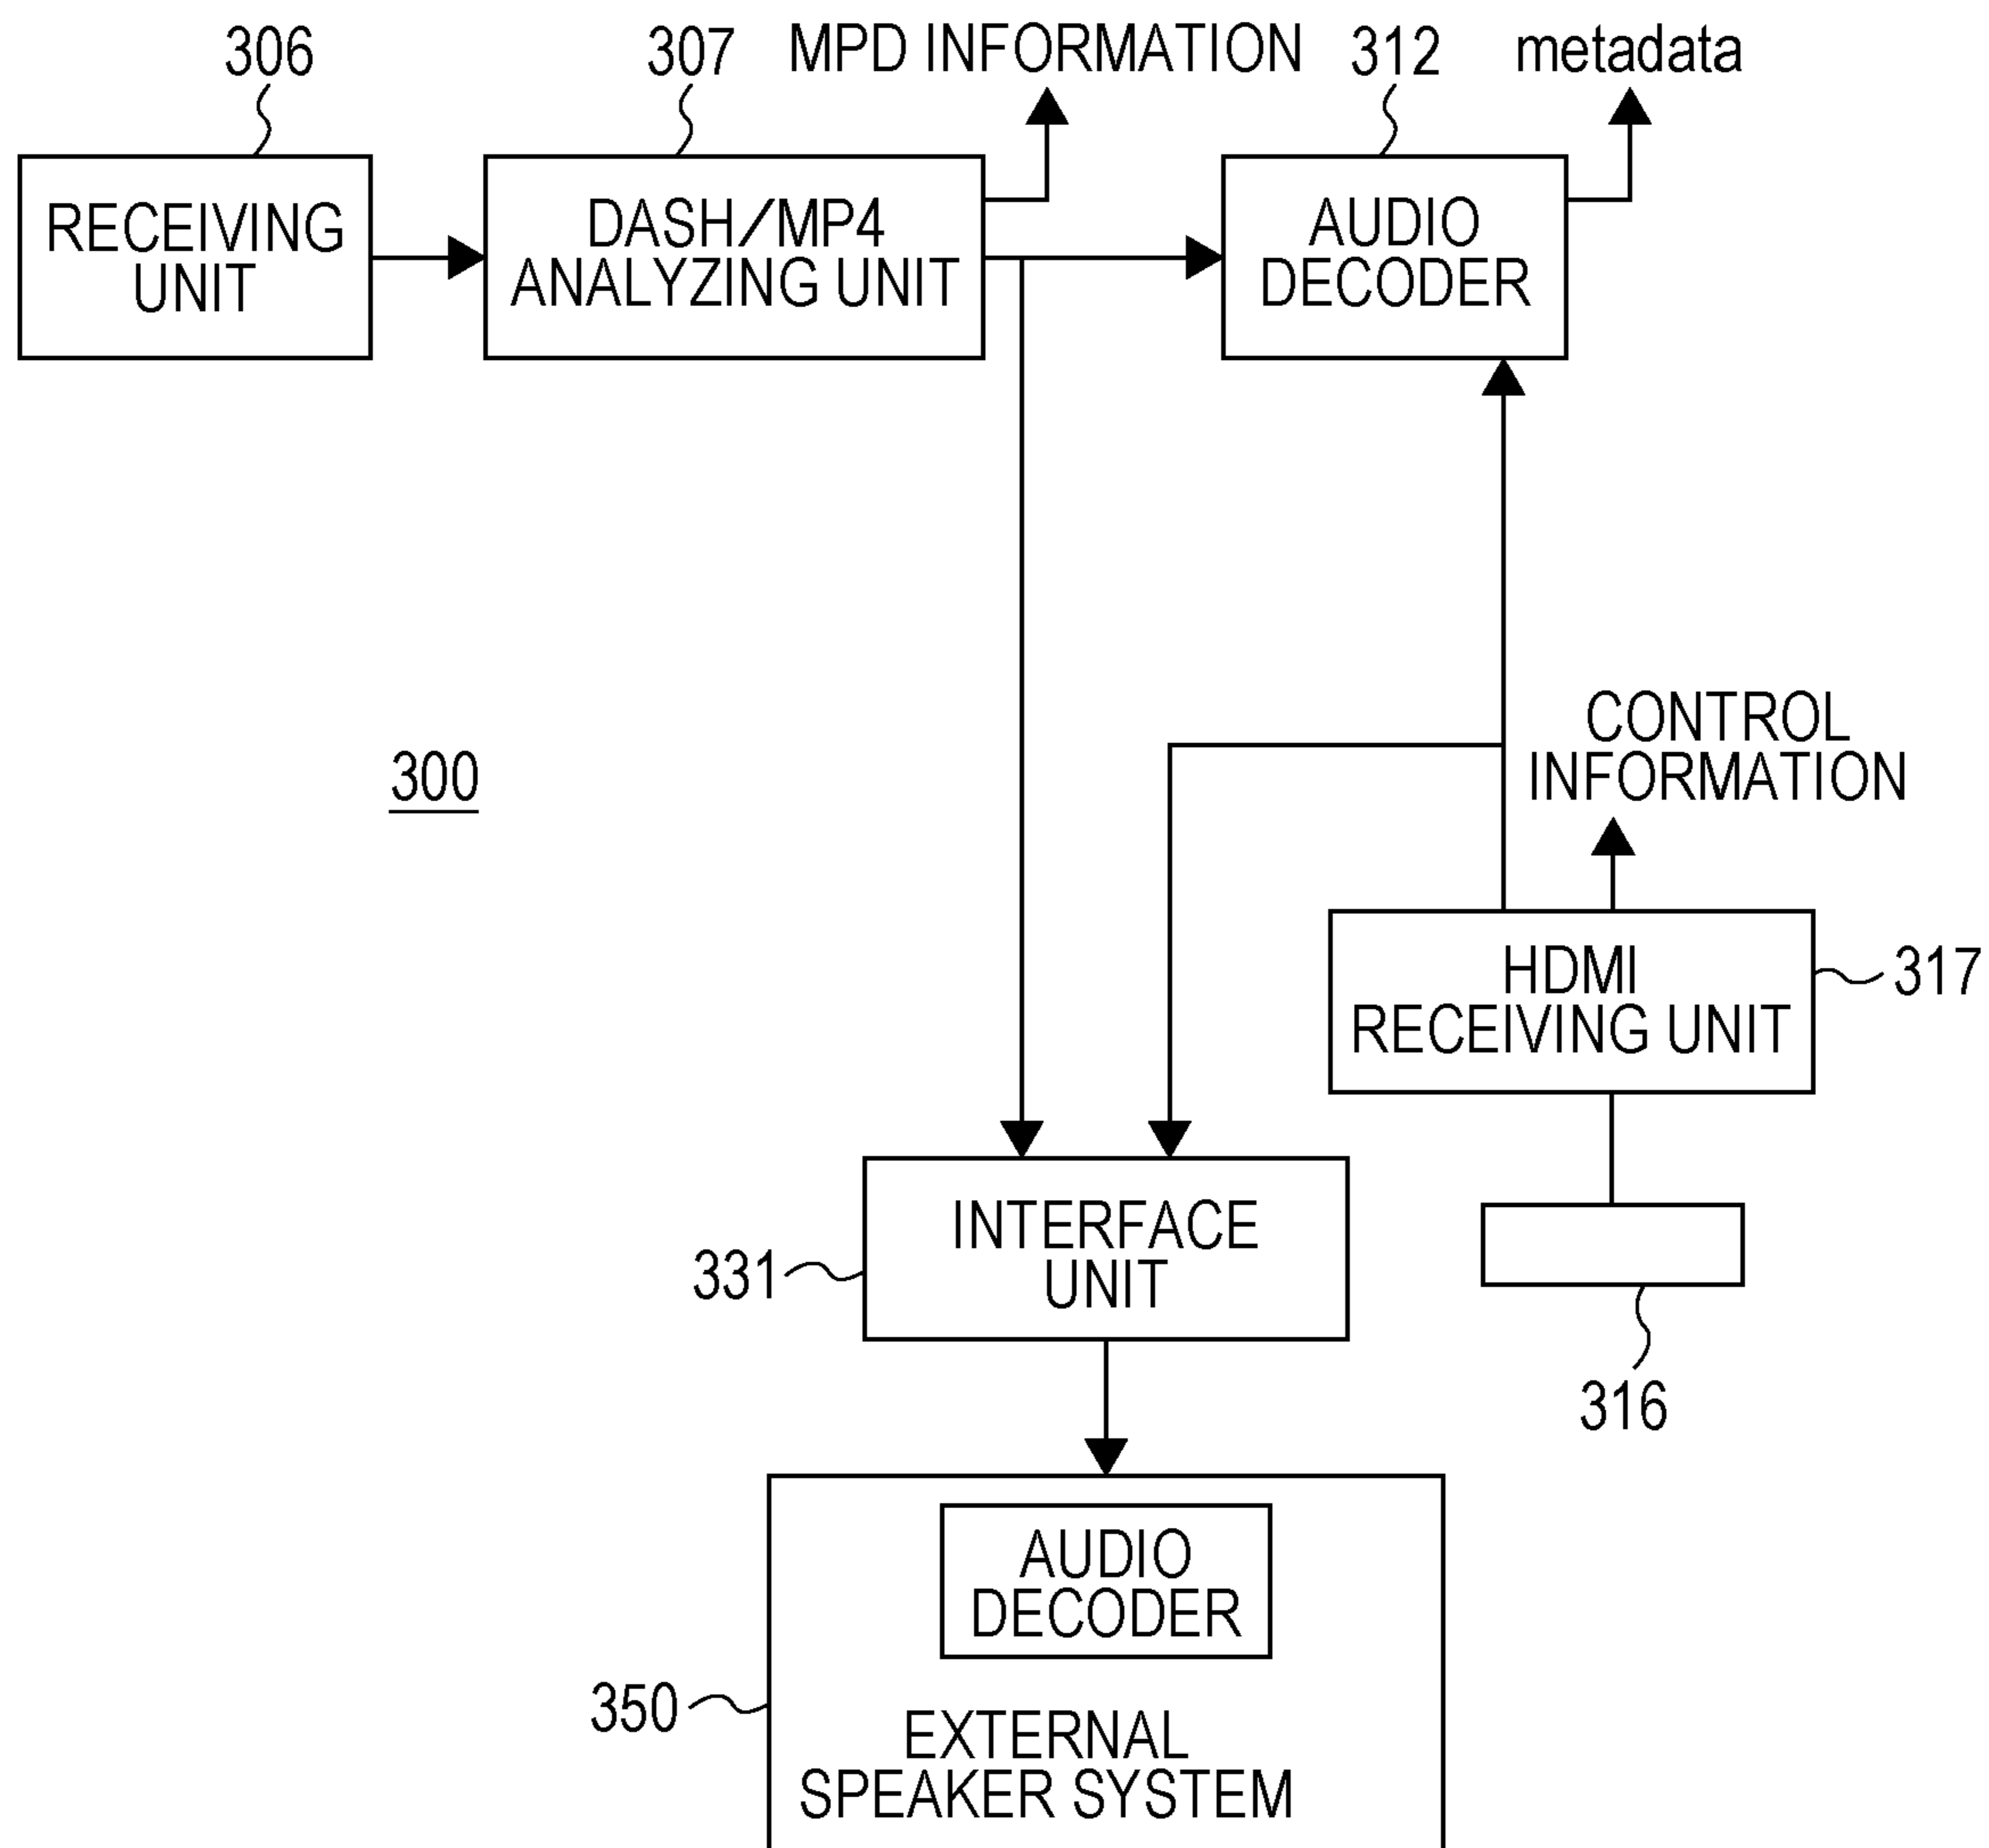 306
307
MPD INFORMATION
312
metadata
RECEIVING
UNIT
DASH/MP4
ANALYZING UNIT
AUDIO
DECODER
300
CONTROL
INFORMATION
HDMI
RECEIVING UNIT
317
INTERFACE
UNIT
331
316
AUDIO
DECODER
350
EXTERNAL
SPEAKER SYSTEM